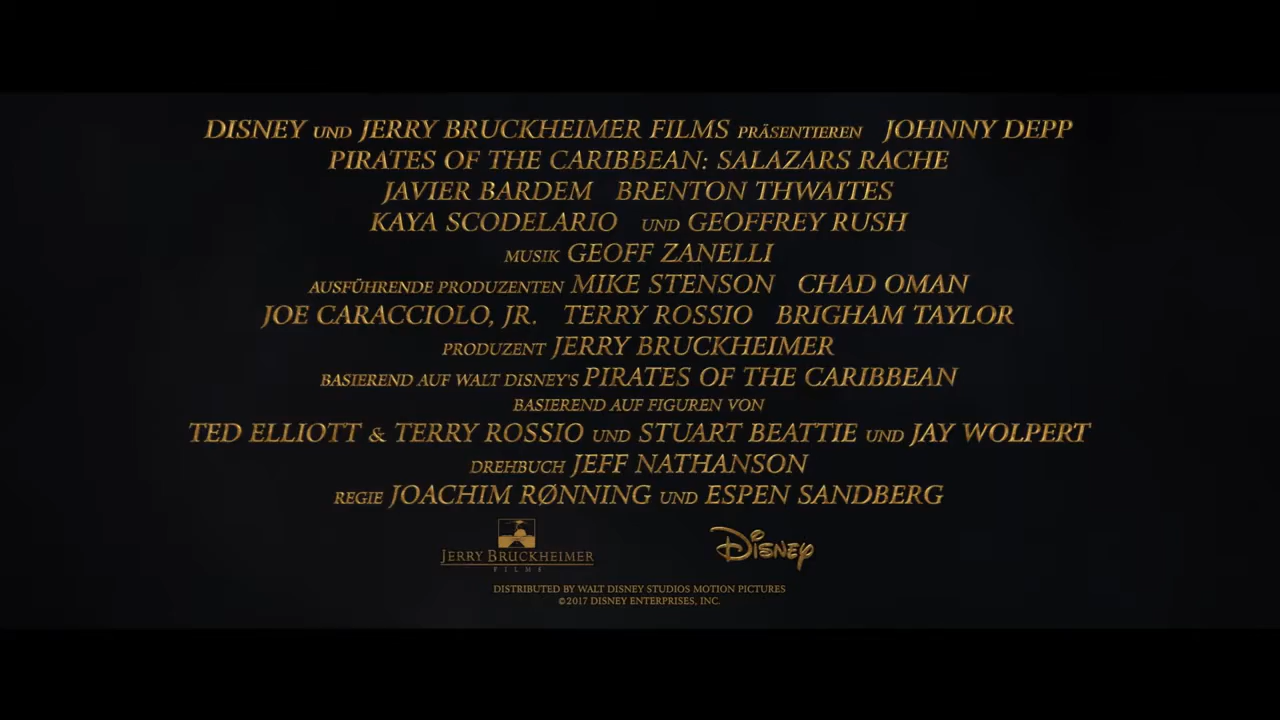 DISNEY UND JERRY BRUCKHEIMER FILMS PRÄSENTIEREN JOHNNY DEPP
PIRATES OF THE CARIBBEAN: SALAZARS RACHE
JAVIER BARDEM BRENTON THWAITES
KAYA SCODELARIO UND GEOFFREY RUSH
MUSIK GEOFF ZANELLI
AUSFÜHRENDE PRODUZENTEN MIKE STENSON CHAD OMAN
JOE CARACCIOLO, JR. TERRY ROSSIO BRIGHAM TAYLOR
PRODUZENT JERRY BRUCKHEIMER
BASIEREND AUF WALT DISNEY'S PIRATES OF THE CARIBBEAN
BASIEREND AUF FIGUREN VON
TED ELLIOTT & TERRY ROSSIO UND STUART BEATTIE UND JAY WOLPERT
DREHBUCH JEFF NATHANSON
REGIE JOACHIM RØNNING UND ESPEN SANDBERG
JERRY BRUCKHEIMER
FILMS
Disney
DISTRIBUTED BY WALT DISNEY STUDIOS MOTION PICTURES
©2017 DISNEY ENTERPRISES, INC.